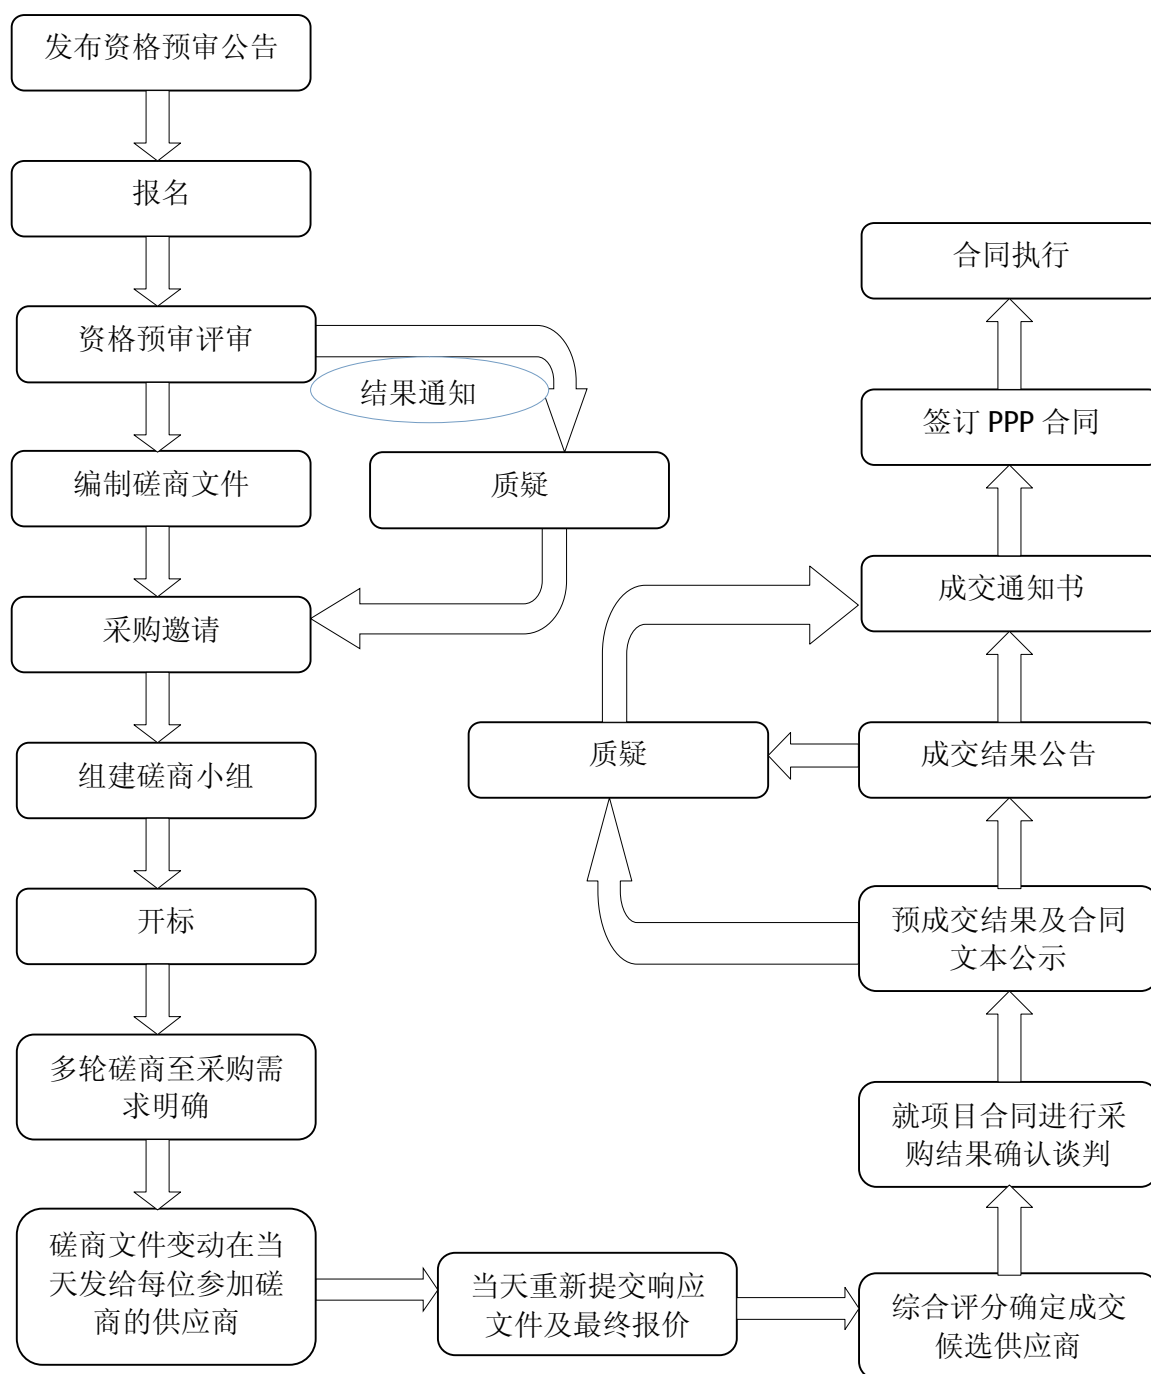 发布资格预审公告
报名
资格预审评审
结果通知
质疑
编制磋商文件
采购邀请
组建磋商小组
开标
多轮磋商至采购需
求明确
磋商文件变动在当
天发给每位参加磋
商的供应商
当天重新提交响应
文件及最终报价
综合评分确定成交
候选供应商
就项目合同进行采
购结果确认谈判
预成交结果及合同
文本公示
成交结果公告
质疑
成交通知书
签订 PPP 合同
合同执行